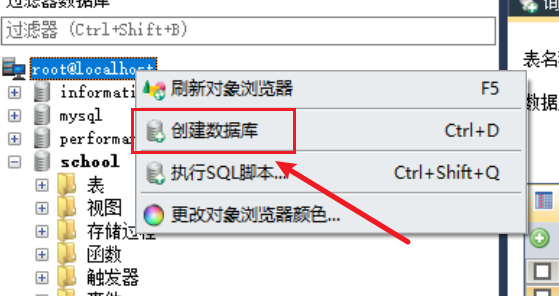 过滤器数据库
询
过滤器 (Ctrl+Shift+B)
root@localhost
表名
刷新对象浏览器 F5
informati
数据
mysql
创建数据库 Ctrl+D
performa
school
执行SQL脚本... Ctrl+Shift+Q
表
视图
更改对象浏览器颜色...
存储过程
函数
触发器